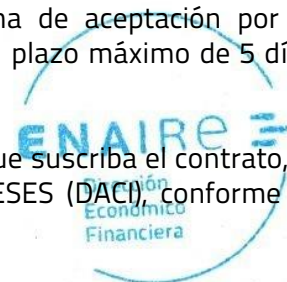 na de aceptación por
plazo máximo de 5 dí
ENAIRe
ue suscriba el contrato,
Dirección
ESES (DACI), conforme
Económico
Financiera